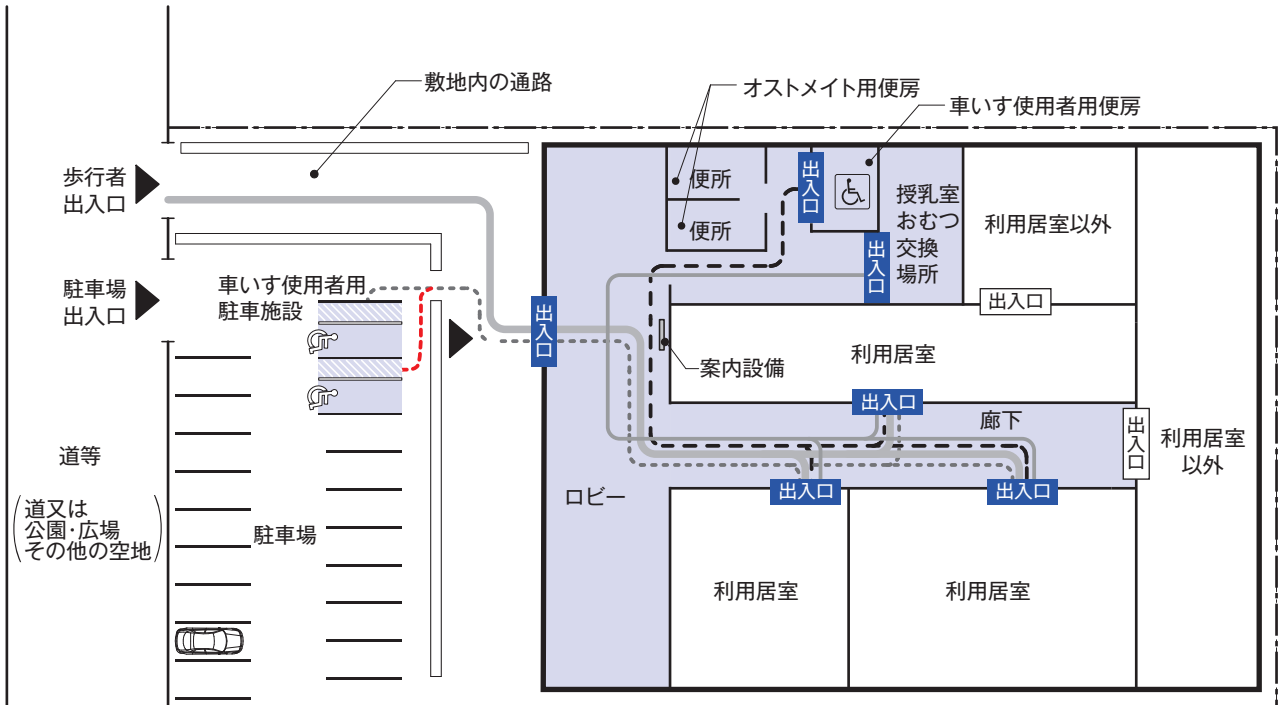 敷地内の通路
オストメイト用便房
車いす使用者用便房
歩行者
出入口
便所
便所
出入口
授乳室
おむつ
交換
場所
出入口
利用居室以外
駐車場
出入口
車いす使用者用
駐車施設
出入口
出入口
案内設備
利用居室
出入口
廊下
出入口
利用居室
以外
道等
(道又は
公園・広場
その他の空地)
駐車場
ロビー
出入口
出入口
利用居室
利用居室